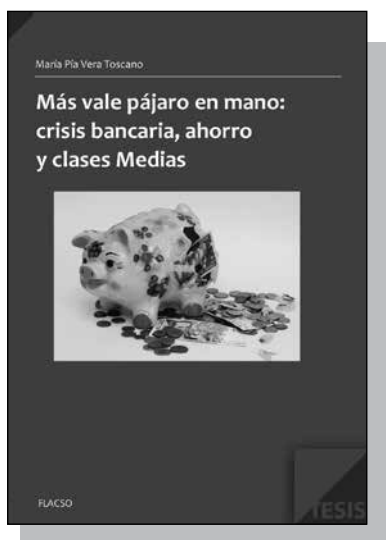 María Pía Vera Toscano
Más vale pájaro en mano:
crisis bancaria, ahorro
y clases Medias
FLACSO
TESIS